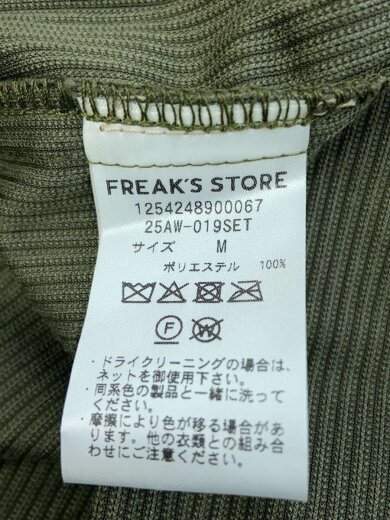 FREAK'S STORE
1254248900067
25AW-019SET
サイズ M
ポリエステル 100%
F W
・ドライクリーニングの場合は、
ネットを御使用下さい。
・同系色の製品と一緒に洗って
ください。
・摩擦により色が移る場合があ
ります。他の衣類との組み合
わせにご注意ください。